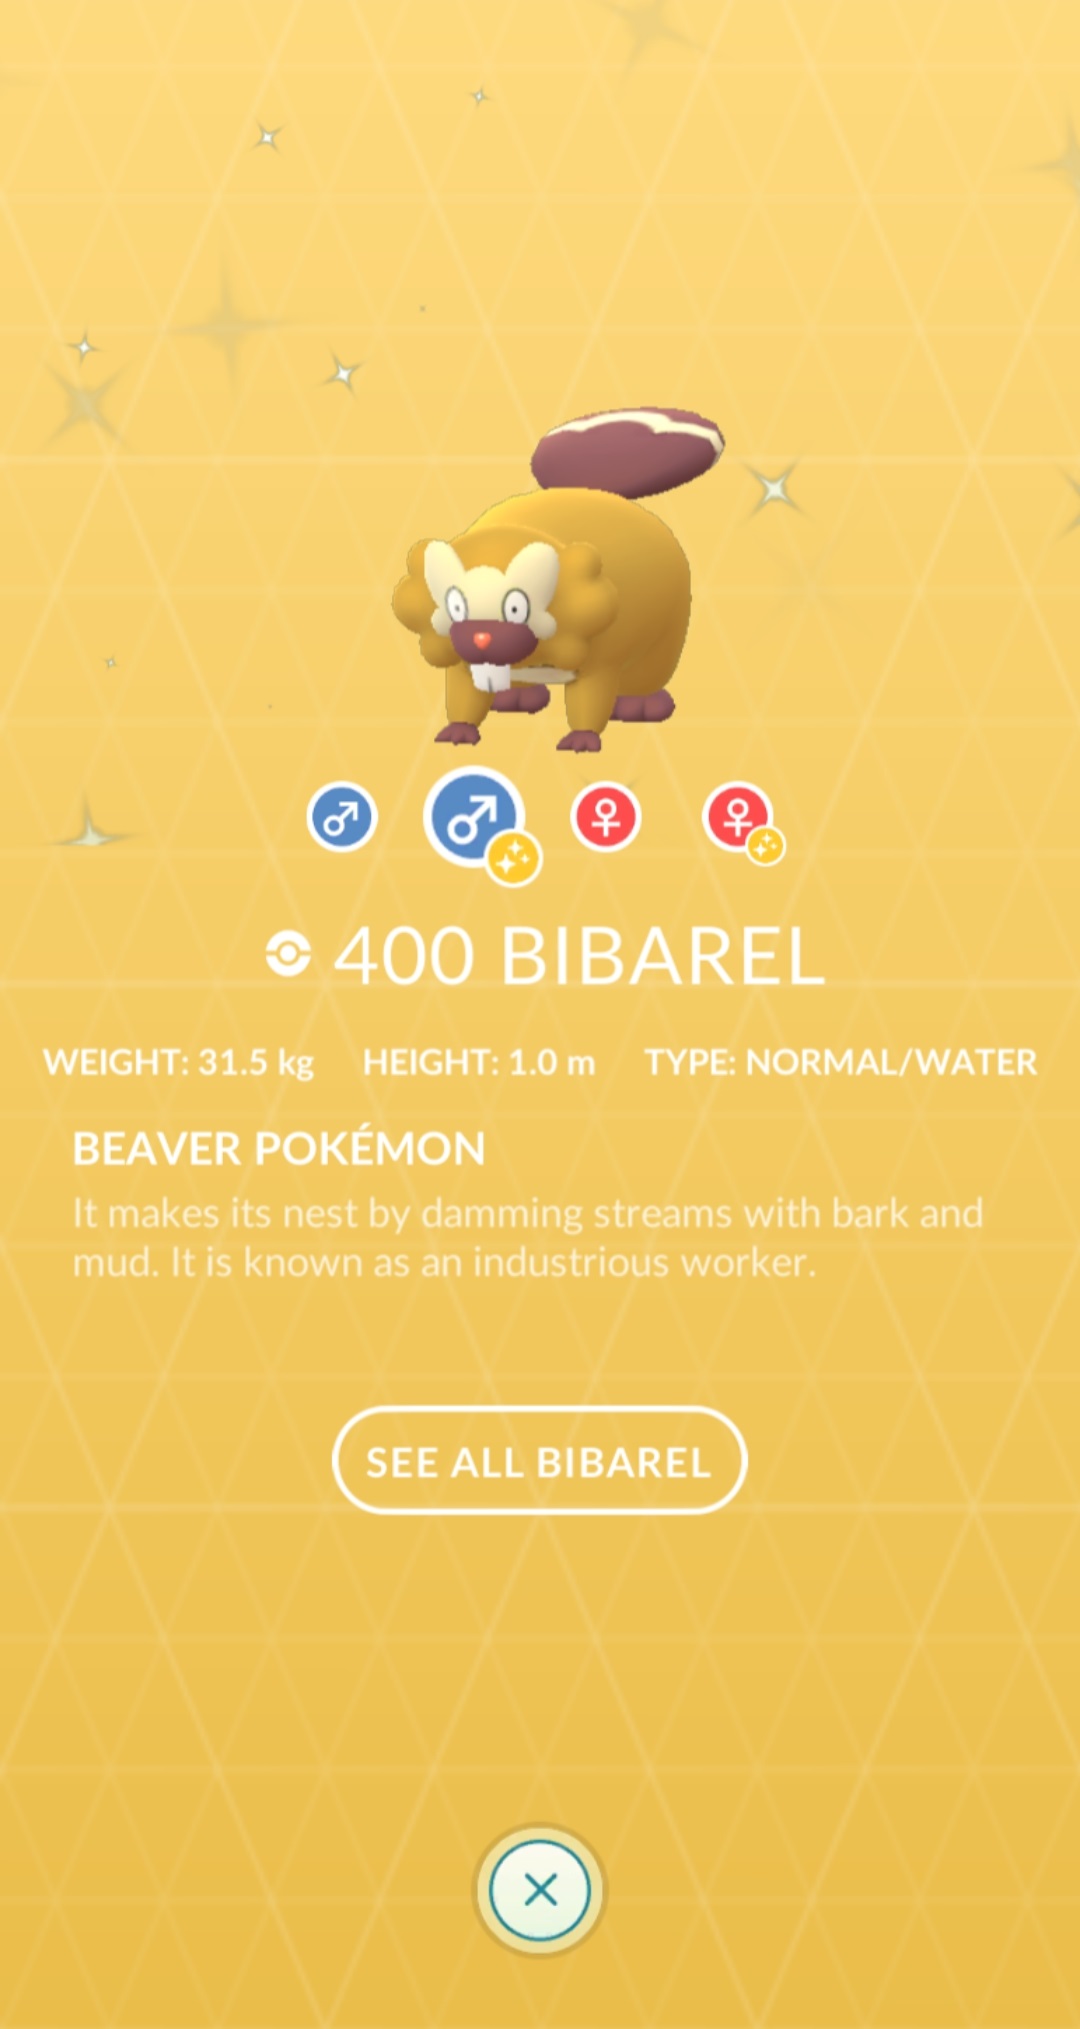 400 BIBAREL
WEIGHT: 31.5 kg HEIGHT: 1.0 m TYPE: NORMAL/WATER
BEAVER POKÉMON
It makes its nest by damming streams with bark and
mud. It is known as an industrious worker.
SEE ALL BIBAREL